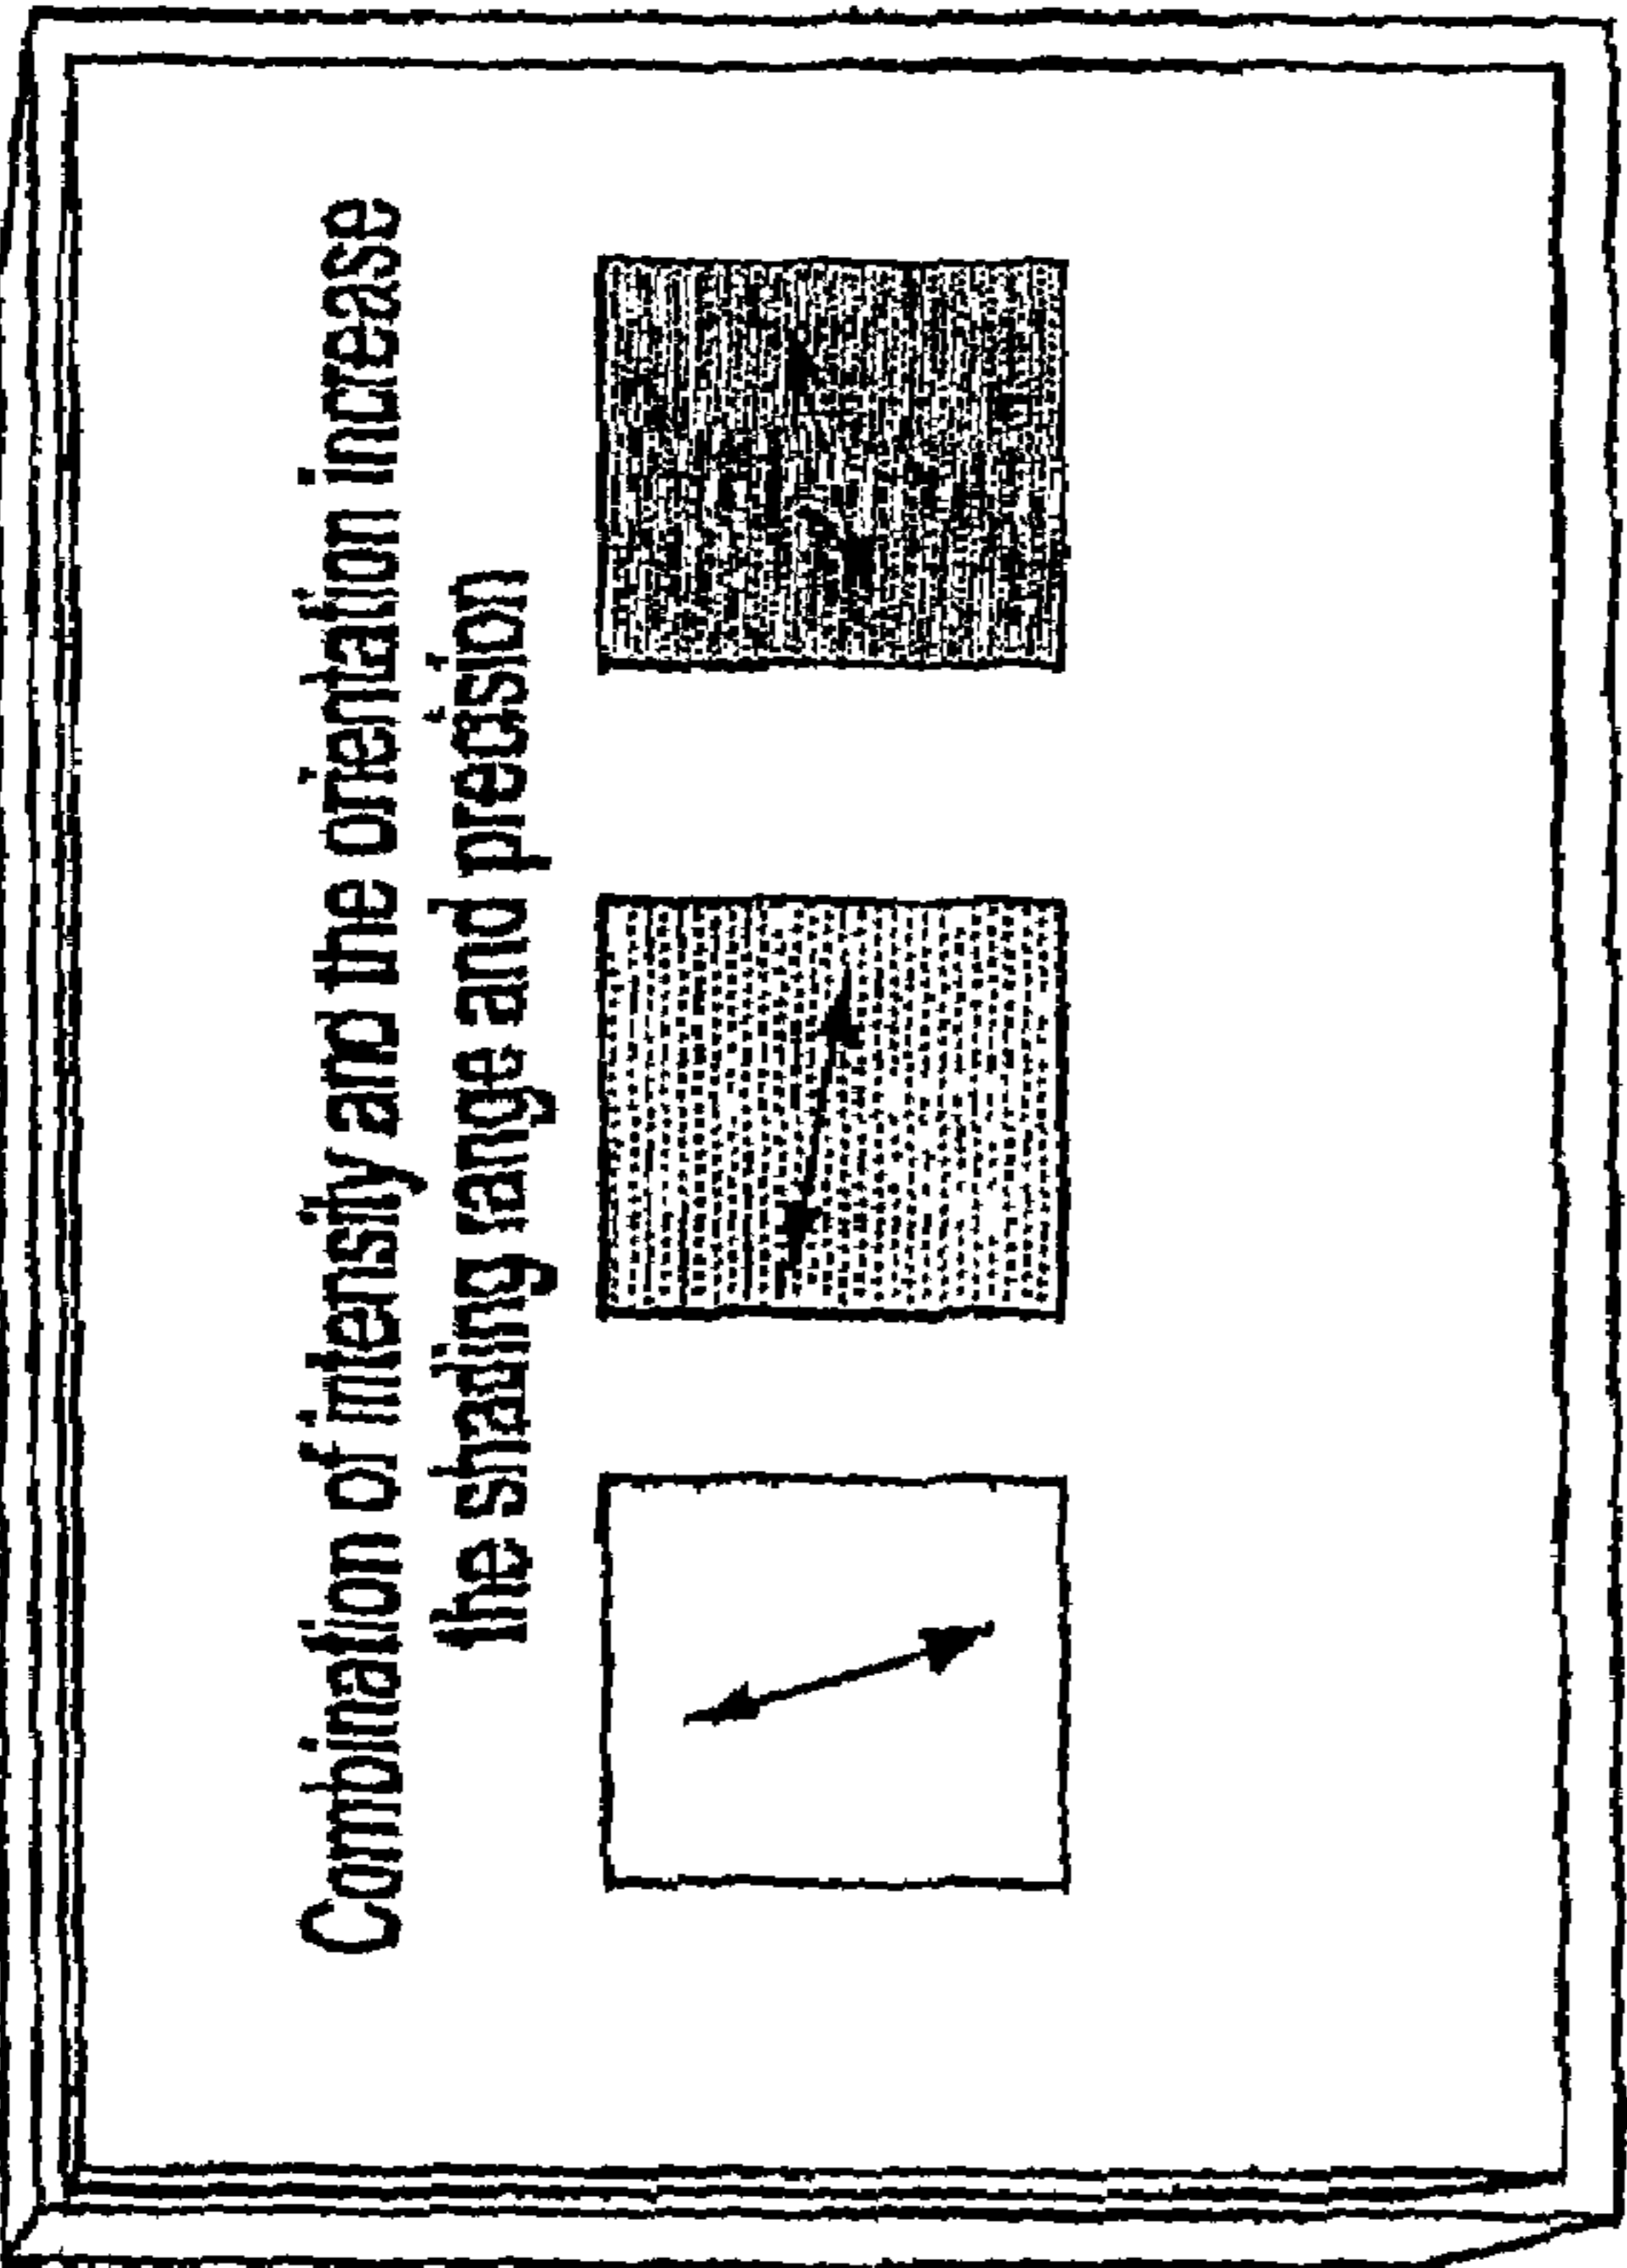 Combination of intensity and the orientation increase
the shading range and precision